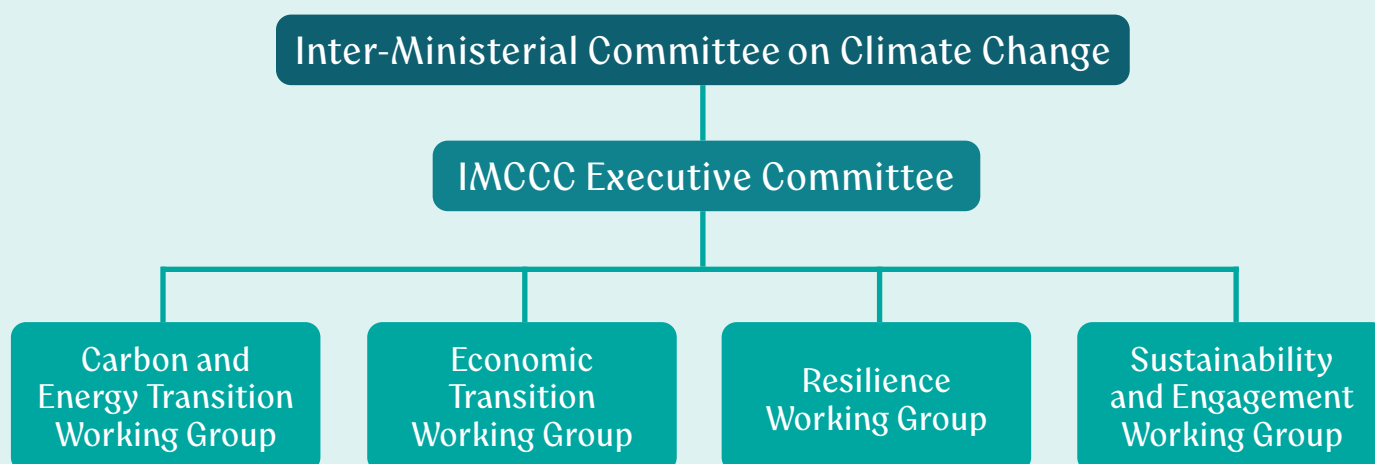 Inter-Ministerial Committee on Climate Change
IMCCC Executive Committee
Carbon and
Energy Transition
Working Group
Economic
Transition
Working Group
Resilience
Working Group
Sustainability
and Engagement
Working Group